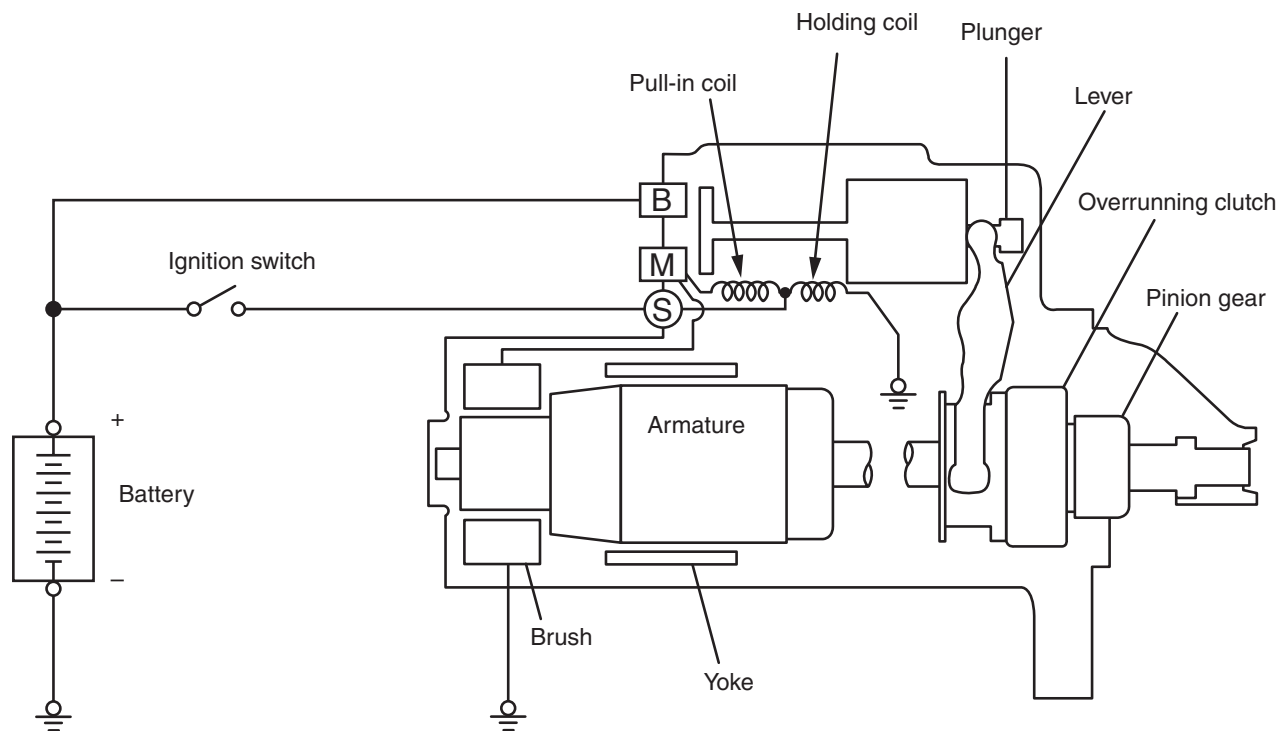 Holding coil
Plunger
Pull-in coil
Lever
B
Overrunning clutch
Ignition switch
M
Pinion gear
S
+
Armature
Battery
–
Brush
Yoke